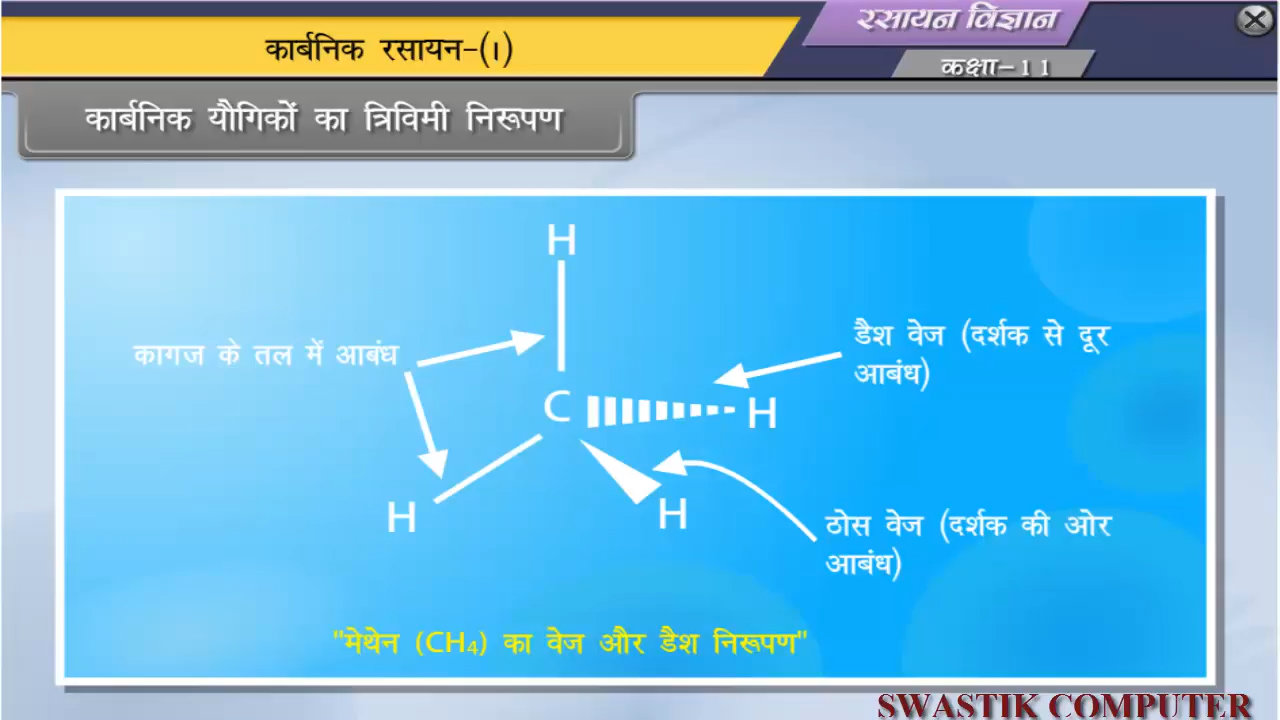 रसायन विज्ञान
कार्बनिक रसायन-(I)
कक्षा-11
कार्बनिक यौगिकों का त्रिविमी निरूपण
H
डैश वेज (दर्शक से दूर
आबंध)
कागज के तल में आबंध
C
H
H
H
ठोस वेज (दर्शक की ओर
आबंध)
"मेथेन (CH₄) का वेज और डैश निरूपण"
SWASTIK COMPUTER